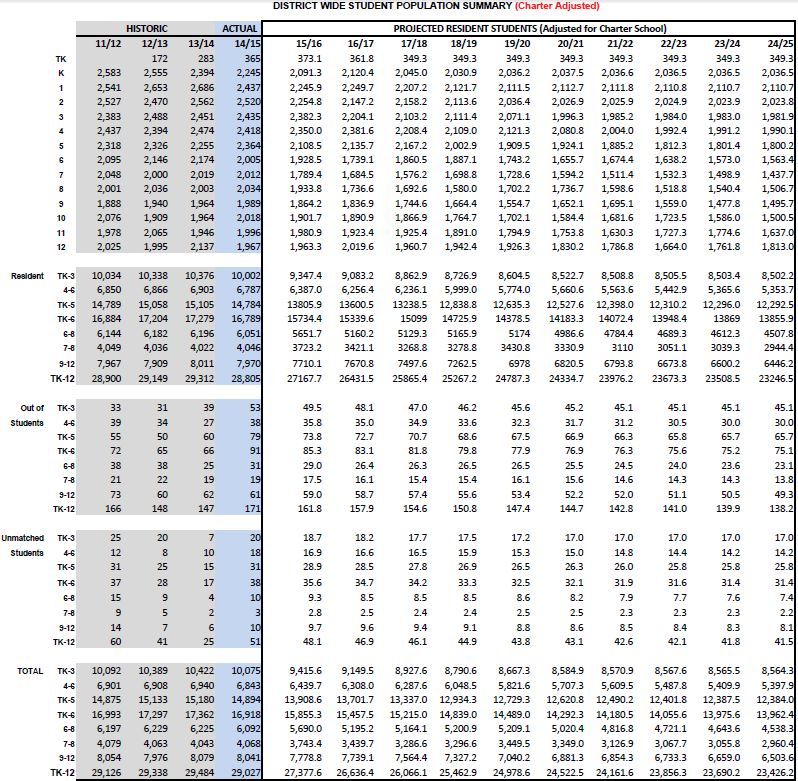 DISTRICT WIDE STUDENT POPULATION SUMMARY (Charter Adjusted)
HISTORIC ACTUAL PROJECTED RESIDENT STUDENTS (Adjusted for Charter School)
11/12 12/13 13/14 14/15 15/16 16/17 17/18 18/19 19/20 20/21 21/22 22/23 23/24 24/25
TK 172 283 365 373.1 361.8 349.3 349.3 349.3 349.3 349.3 349.3 349.3 349.3
K 2,583 2,555 2,394 2,245 2,091.3 2,120.4 2,045.0 2,030.9 2,036.2 2,037.5 2,036.6 2,036.5 2,036.5 2,036.5
1 2,541 2,653 2,686 2,437 2,245.9 2,249.7 2,207.2 2,121.7 2,111.5 2,112.7 2,111.8 2,110.8 2,110.7 2,110.7
2 2,527 2,470 2,562 2,520 2,254.8 2,147.2 2,158.2 2,113.6 2,036.4 2,026.9 2,025.9 2,024.9 2,023.9 2,023.8
3 2,383 2,488 2,451 2,435 2,382.3 2,204.1 2,103.2 2,111.4 2,071.1 1,996.3 1,985.2 1,984.0 1,983.0 1,981.9
4 2,437 2,394 2,474 2,418 2,350.0 2,381.6 2,208.4 2,109.0 2,121.3 2,080.8 2,004.0 1,992.4 1,991.2 1,990.1
5 2,318 2,326 2,255 2,364 2,108.5 2,135.7 2,167.2 2,002.9 1,909.5 1,924.1 1,885.2 1,812.3 1,801.4 1,800.2
6 2,095 2,146 2,174 2,005 1,928.5 1,739.1 1,860.5 1,887.1 1,743.2 1,655.7 1,674.4 1,638.2 1,573.0 1,563.4
7 2,048 2,000 2,019 2,012 1,789.4 1,684.5 1,576.2 1,698.8 1,728.6 1,594.2 1,511.4 1,532.3 1,498.9 1,437.7
8 2,001 2,036 2,003 2,034 1,933.8 1,736.6 1,692.6 1,580.0 1,702.2 1,736.7 1,598.6 1,518.8 1,540.4 1,506.7
9 1,888 1,940 1,964 1,989 1,864.2 1,836.9 1,744.6 1,664.4 1,554.7 1,652.1 1,695.1 1,559.0 1,477.8 1,495.7
10 2,076 1,909 1,964 2,018 1,901.7 1,890.9 1,866.9 1,764.7 1,702.1 1,584.4 1,681.6 1,723.5 1,586.0 1,500.5
11 1,978 2,065 1,946 1,996 1,980.9 1,923.4 1,925.4 1,891.0 1,794.9 1,753.8 1,630.3 1,727.3 1,774.6 1,637.0
12 2,025 1,995 2,137 1,967 1,963.3 2,019.6 1,960.7 1,942.4 1,926.3 1,830.2 1,786.8 1,664.0 1,761.8 1,813.0
Resident TK-3 10,034 10,338 10,376 10,002 9,347.4 9,083.2 8,862.9 8,726.9 8,604.5 8,522.7 8,508.8 8,505.5 8,503.4 8,502.2
4-6 6,850 6,866 6,903 6,787 6,387.0 6,256.4 6,236.1 5,999.0 5,774.0 5,660.6 5,563.6 5,442.9 5,365.6 5,353.7
TK-5 14,789 15,058 15,105 14,784 13805.9 13600.5 13238.5 12,838.8 12,635.3 12,527.6 12,398.0 12,310.2 12,296.0 12,292.5
TK-6 16,884 17,204 17,279 16,789 15734.4 15339.6 15099 14725.9 14378.5 14183.3 14072.4 13948.4 13869 13855.9
6-8 6,144 6,182 6,196 6,051 5651.7 5160.2 5129.3 5165.9 5174 4986.6 4784.4 4689.3 4612.3 4507.8
7-8 4,049 4,036 4,022 4,046 3723.2 3421.1 3268.8 3278.8 3430.8 3330.9 3110 3051.1 3039.3 2944.4
9-12 7,967 7,909 8,011 7,970 7710.1 7670.8 7497.6 7262.5 6978 6820.5 6793.8 6673.8 6600.2 6446.2
TK-12 28,900 29,149 29,312 28,805 27167.7 26431.5 25865.4 25267.2 24787.3 24334.7 23976.2 23673.3 23508.5 23246.5
Out of TK-3 33 31 39 53 49.5 48.1 47.0 46.2 45.6 45.2 45.1 45.1 45.1 45.1
Students 4-6 39 34 27 38 35.8 35.0 34.9 33.6 32.3 31.7 31.2 30.5 30.0 30.0
TK-5 55 50 60 79 73.8 72.7 70.7 68.6 67.5 66.9 66.3 65.8 65.7 65.7
TK-6 72 65 66 91 85.3 83.1 81.8 79.8 77.9 76.9 76.3 75.6 75.2 75.1
6-8 38 38 25 31 29.0 26.4 26.3 26.5 26.5 25.5 24.5 24.0 23.6 23.1
7-8 21 22 19 19 17.5 16.1 15.4 15.4 16.1 15.6 14.6 14.3 14.3 13.8
9-12 73 60 62 61 59.0 58.7 57.4 55.6 53.4 52.2 52.0 51.1 50.5 49.3
TK-12 166 148 147 171 161.8 157.9 154.6 150.8 147.4 144.7 142.8 141.0 139.9 138.2
Unmatched TK-3 25 20 7 20 18.7 18.2 17.7 17.5 17.2 17.0 17.0 17.0 17.0 17.0
Students 4-6 12 8 10 18 16.9 16.6 16.5 15.9 15.3 15.0 14.8 14.4 14.2 14.2
TK-5 31 25 15 31 28.9 28.5 27.8 26.9 26.5 26.3 26.0 25.8 25.8 25.8
TK-6 37 28 17 38 35.6 34.7 34.2 33.3 32.5 32.1 31.9 31.6 31.4 31.4
6-8 15 9 4 10 9.3 8.5 8.5 8.5 8.6 8.2 7.9 7.7 7.6 7.4
7-8 9 5 2 3 2.8 2.5 2.4 2.4 2.5 2.5 2.3 2.3 2.3 2.2
9-12 14 7 6 10 9.7 9.6 9.4 9.1 8.8 8.6 8.5 8.4 8.3 8.1
TK-12 60 41 25 51 48.1 46.9 46.1 44.9 43.8 43.1 42.6 42.1 41.8 41.5
TOTAL TK-3 10,092 10,389 10,422 10,075 9,415.6 9,149.5 8,927.6 8,790.6 8,667.3 8,584.9 8,570.9 8,567.6 8,565.5 8,564.3
4-6 6,901 6,908 6,940 6,843 6,439.7 6,308.0 6,287.6 6,048.5 5,821.6 5,707.3 5,609.5 5,487.8 5,409.9 5,397.9
TK-5 14,875 15,133 15,180 14,894 13,908.6 13,701.7 13,337.0 12,934.3 12,729.3 12,620.8 12,490.2 12,401.8 12,387.5 12,384.0
TK-6 16,993 17,297 17,362 16,918 15,855.3 15,457.5 15,215.0 14,839.0 14,489.0 14,292.3 14,180.5 14,055.6 13,975.6 13,962.4
6-8 6,197 6,229 6,225 6,092 5,690.0 5,195.2 5,164.1 5,200.9 5,209.1 5,020.4 4,816.8 4,721.1 4,643.6 4,538.3
7-8 4,079 4,063 4,043 4,068 3,743.4 3,439.7 3,286.6 3,296.6 3,449.5 3,349.0 3,126.9 3,067.7 3,055.8 2,960.4
9-12 8,054 7,976 8,079 8,041 7,778.8 7,739.1 7,564.4 7,327.2 7,040.2 6,881.3 6,854.3 6,733.3 6,659.0 6,503.6
TK-12 29,126 29,338 29,484 29,027 27,377.6 26,636.4 26,066.1 25,462.9 24,978.6 24,522.5 24,161.6 23,856.3 23,690.2 23,426.2